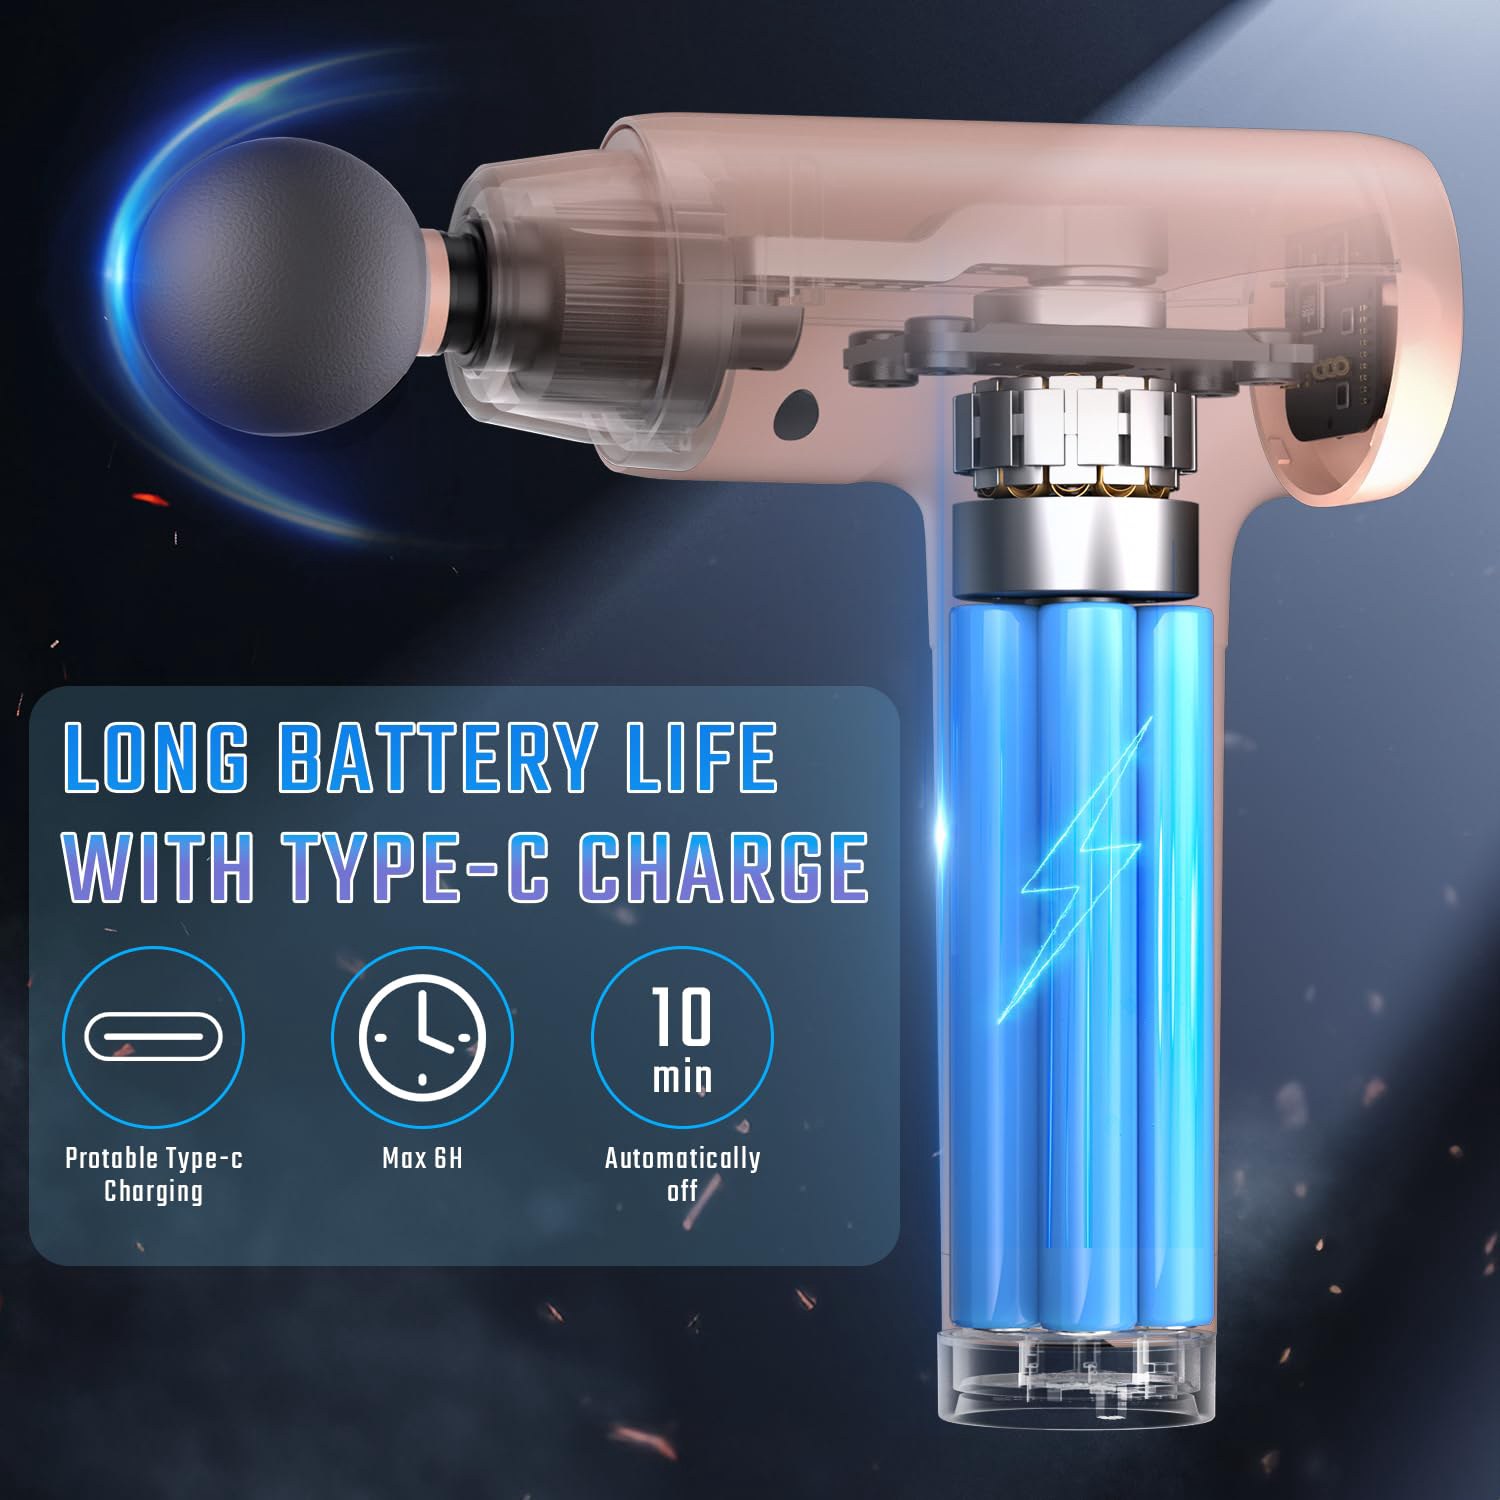 LONG BATTERY LIFE
WITH TYPE-C CHARGE
10
min
Protable Type-c
Charging
Max 6H
Automatically
off